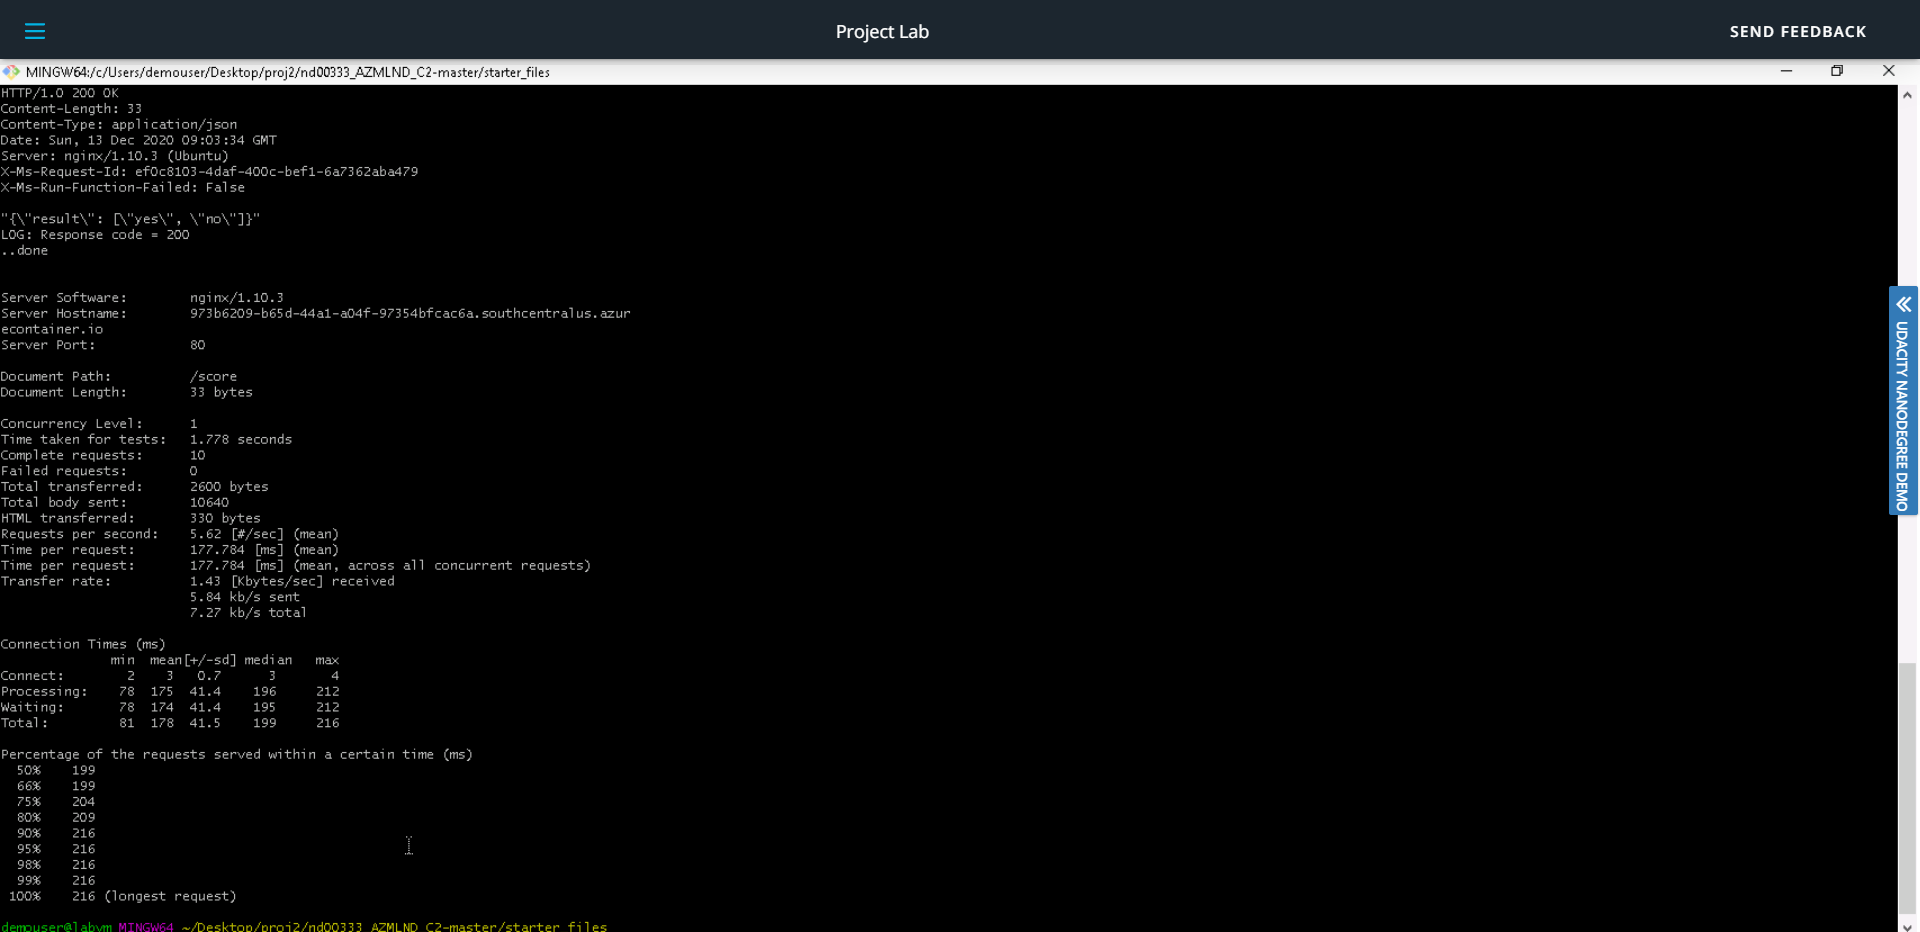 Project Lab
SEND FEEDBACK
MINGW64:/c/Users/demouser/Desktop/proj2/nd00333_AZMLND_C2-master/starter_files
HTTP/1.0 200 OK
Content-Length: 33
Content-Type: application/json
Date: Sun, 13 Dec 2020 09:03:34 GMT
Server: nginx/1.10.3 (Ubuntu)
X-Ms-Request-Id: ef0c8103-4daf-400c-bef1-6a7362aba479
X-Ms-Run-Function-Failed: False
"{\"result\": [\"yes\", \"no\"]}"
LOG: Response code = 200
..done
Server Software:        nginx/1.10.3
Server Hostname:        973b6209-b65d-44a1-a04f-97354bfcac6a.southcentralus.azur
econtainer.io
Server Port:            80
Document Path:          /score
Document Length:        33 bytes
Concurrency Level:      1
Time taken for tests:   1.778 seconds
Complete requests:      10
Failed requests:        0
Total transferred:      2600 bytes
Total body sent:        10640
HTML transferred:       330 bytes
Requests per second:    5.62 [#/sec] (mean)
Time per request:       177.784 [ms] (mean)
Time per request:       177.784 [ms] (mean, across all concurrent requests)
Transfer rate:          1.43 [Kbytes/sec] received
                        5.84 kb/s sent
                        7.27 kb/s total
Connection Times (ms)
              min  mean[+/-sd] median   max
Connect:        2    3   0.7      3       4
Processing:    78  175  41.4    196     212
Waiting:       78  174  41.4    195     212
Total:         81  178  41.5    199     216
Percentage of the requests served within a certain time (ms)
  50%    199
  66%    199
  75%    204
  80%    209
  90%    216
  95%    216
  98%    216
  99%    216
 100%    216 (longest request)
demouser@labvm MINGW64 ~/Desktop/proj2/nd00333_AZMLND_C2-master/starter_files
UDACITY NANODEGREE DEMO